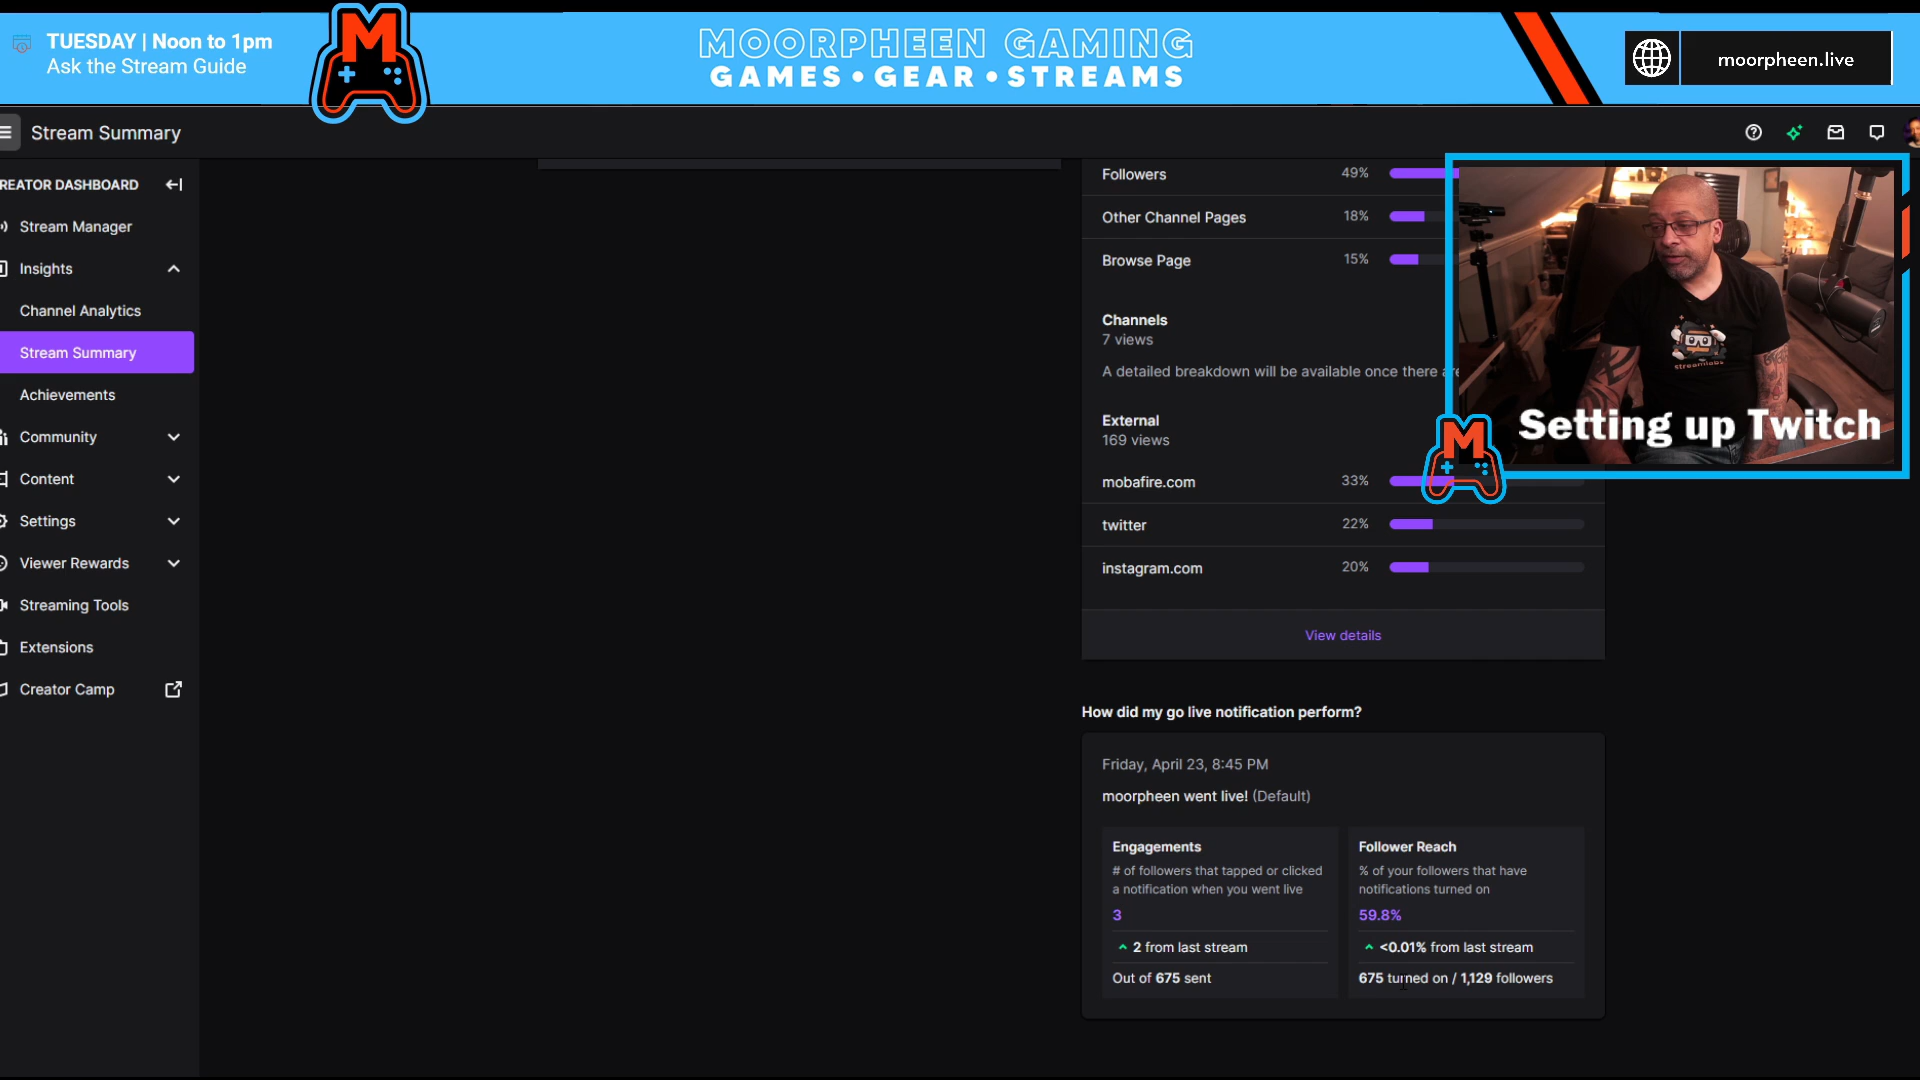 TUESDAY | Noon to 1pm
Ask the Stream Guide
M
MOORPHEEN GAMING
GAMES • GEAR • STREAMS
moorpheen.live
Stream Summary
REATOR DASHBOARD
Stream Manager
Insights
Channel Analytics
Stream Summary
Achievements
Community
Content
Settings
Viewer Rewards
Streaming Tools
Extensions
Creator Camp
Followers 49%
Other Channel Pages 18%
Browse Page 15%
Channels
7 views
A detailed breakdown will be available once there
External
169 views
mobafire.com 33%
twitter 22%
instagram.com 20%
View details
streamlabs
Setting up Twitch
M
How did my go live notification perform?
Friday, April 23, 8:45 PM
moorpheen went live! (Default)
Engagements
# of followers that tapped or clicked
a notification when you went live
3
2 from last stream
Out of 675 sent
Follower Reach
% of your followers that have
notifications turned on
59.8%
<0.01% from last stream
675 turned on / 1,129 followers